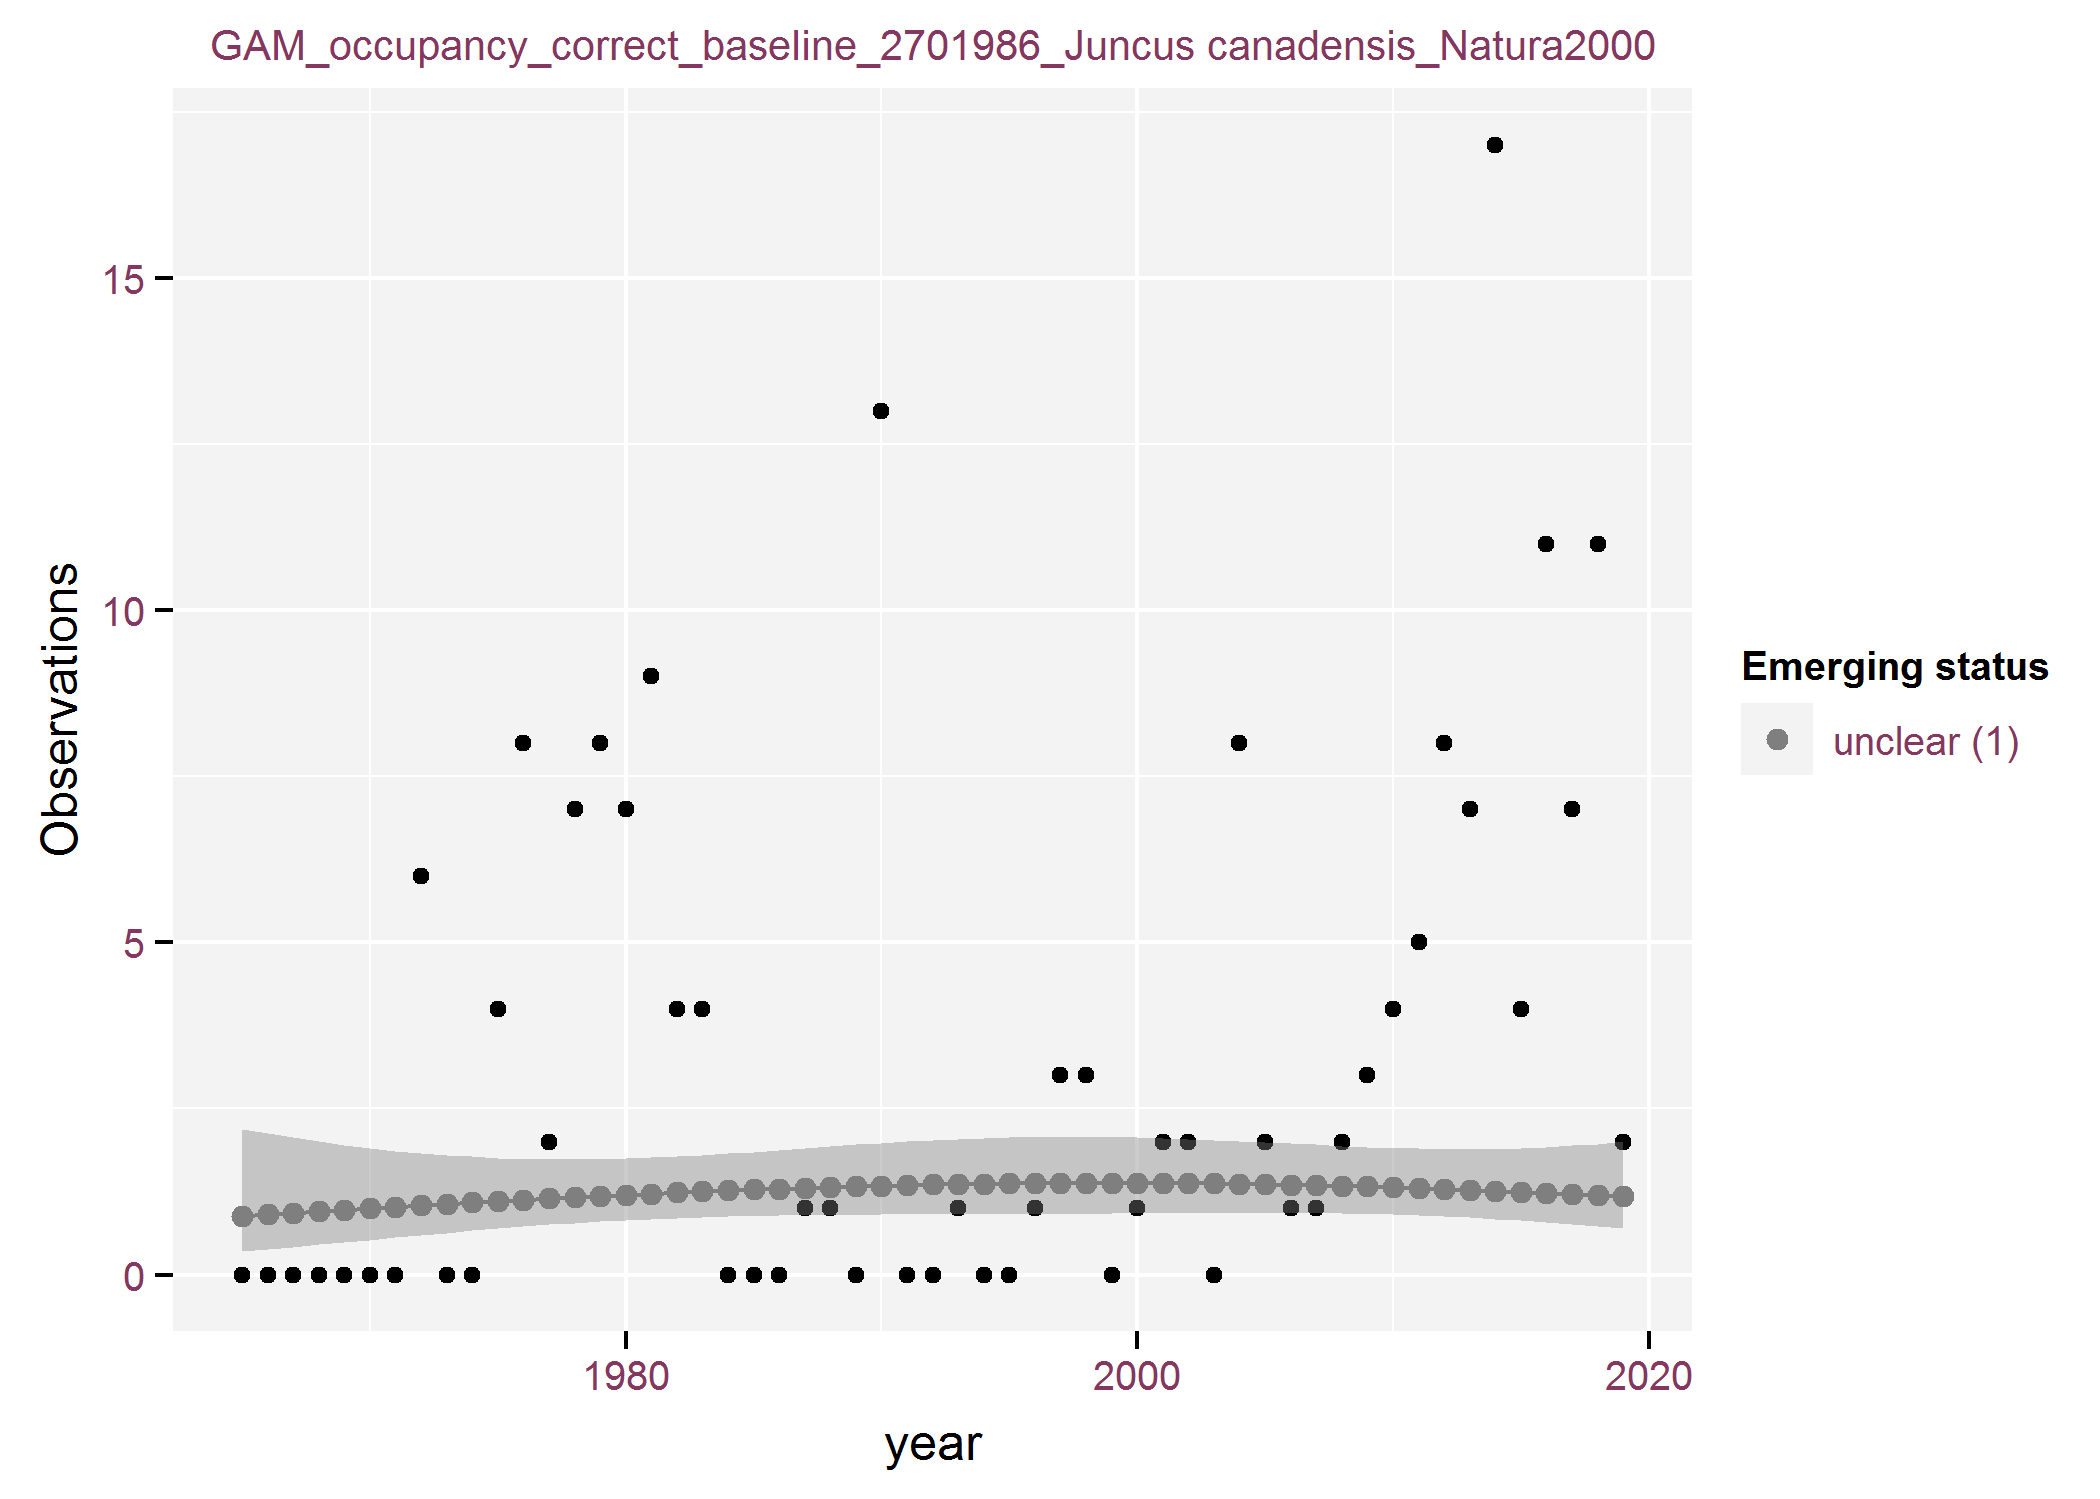 GAM_occupancy_correct_baseline_2701986_Juncus canadensis_Natura2000
15
10
5
0
Observations
1980
2000
2020
year
Emerging status
unclear (1)